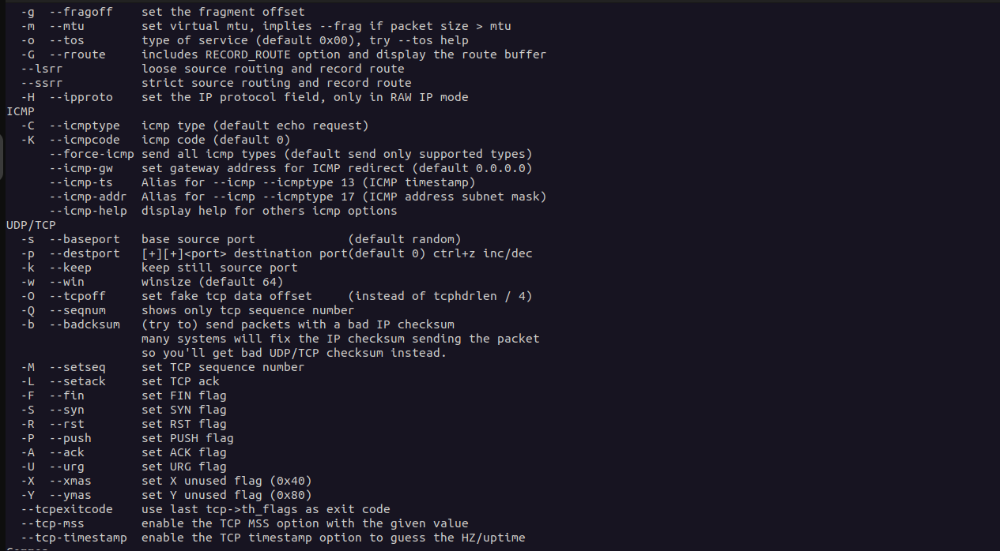 -g  --fragoff    set the fragment offset
-m  --mtu        set virtual mtu, implies --frag if packet size > mtu
-o  --tos        type of service (default 0x00), try --tos help
-G  --rroute     includes RECORD_ROUTE option and display the route buffer
--lsrr           loose source routing and record route
--ssrr           strict source routing and record route
-H  --ipproto    set the IP protocol field, only in RAW IP mode
ICMP
-C  --icmptype   icmp type (default echo request)
-K  --icmpcode   icmp code (default 0)
--force-icmp send all icmp types (default send only supported types)
--icmp-gw    set gateway address for ICMP redirect (default 0.0.0.0)
--icmp-ts    Alias for --icmp --icmptype 13 (ICMP timestamp)
--icmp-addr  Alias for --icmp --icmptype 17 (ICMP address subnet mask)
--icmp-help  display help for others icmp options
UDP/TCP
-s  --baseport   base source port             (default random)
-p  --destport   [+][+]<port> destination port(default 0) ctrl+z inc/dec
-k  --keep       keep still source port
-w  --win        winsize (default 64)
-O  --tcpoff     set fake tcp data offset     (instead of tcphdrlen / 4)
-Q  --seqnum     shows only tcp sequence number
-b  --badcksum   (try to) send packets with a bad IP checksum
many systems will fix the IP checksum sending the packet
so you'll get bad UDP/TCP checksum instead.
-M  --setseq     set TCP sequence number
-L  --setack     set TCP ack
-F  --fin        set FIN flag
-S  --syn        set SYN flag
-R  --rst        set RST flag
-P  --push       set PUSH flag
-A  --ack        set ACK flag
-U  --urg        set URG flag
-X  --xmas       set X unused flag (0x40)
-Y  --ymas       set Y unused flag (0x80)
--tcpexitcode    use last tcp->th_flags as exit code
--tcp-mss        enable the TCP MSS option with the given value
--tcp-timestamp  enable the TCP timestamp option to guess the HZ/uptime